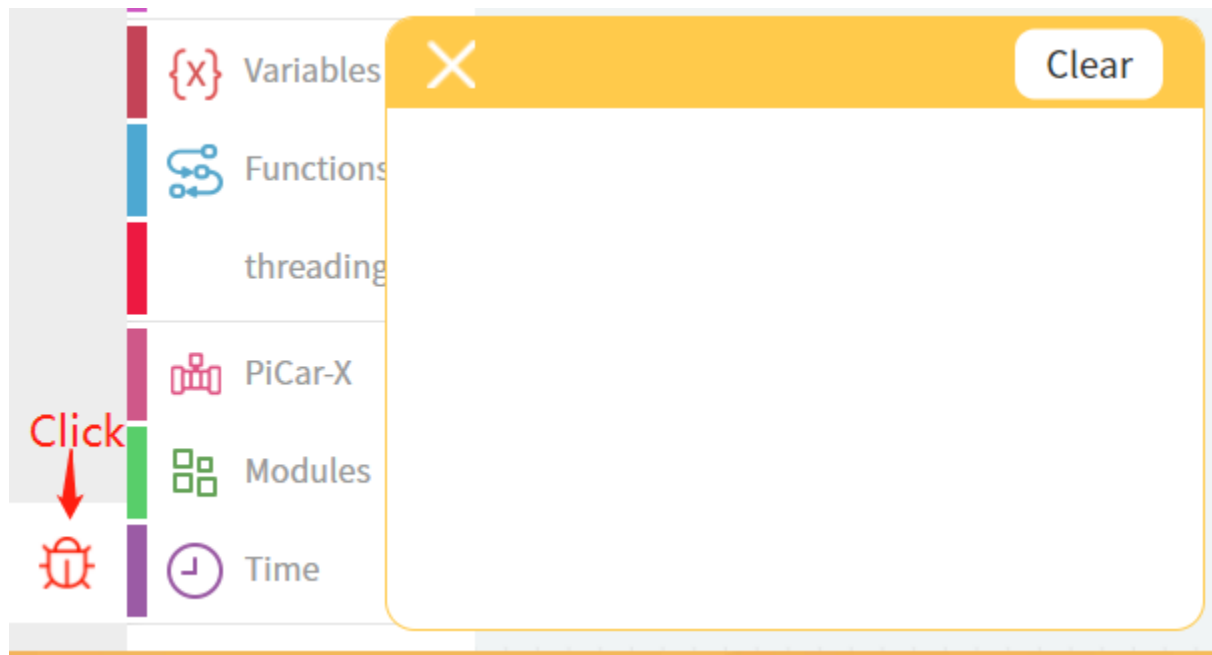 Variables
Clear
Functions
threading
PiCar-X
Click
Modules
Time